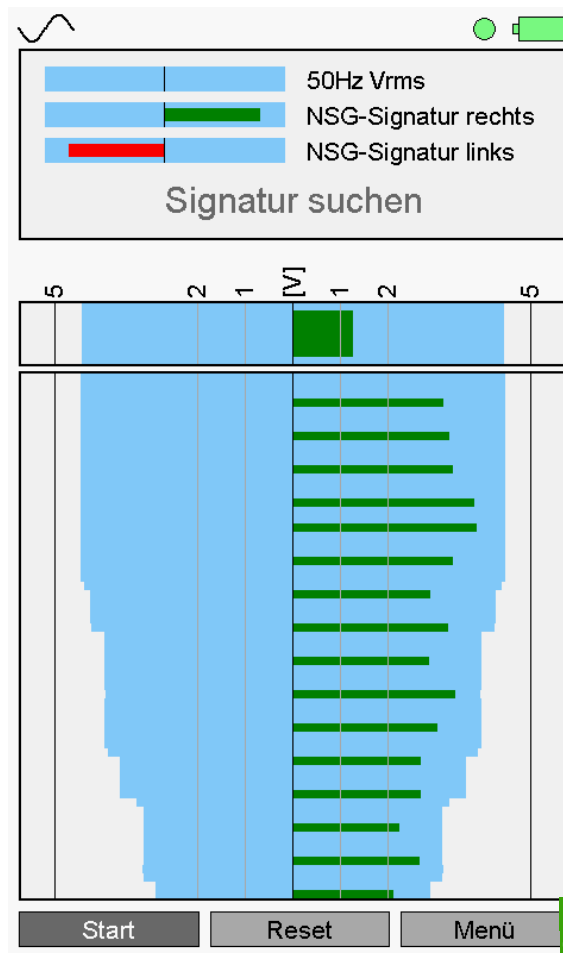 50Hz Vrms
NSG-Signatur rechts
NSG-Signatur links
Signatur suchen
5 2 1 [V] 1 2 5
Start Reset Menü